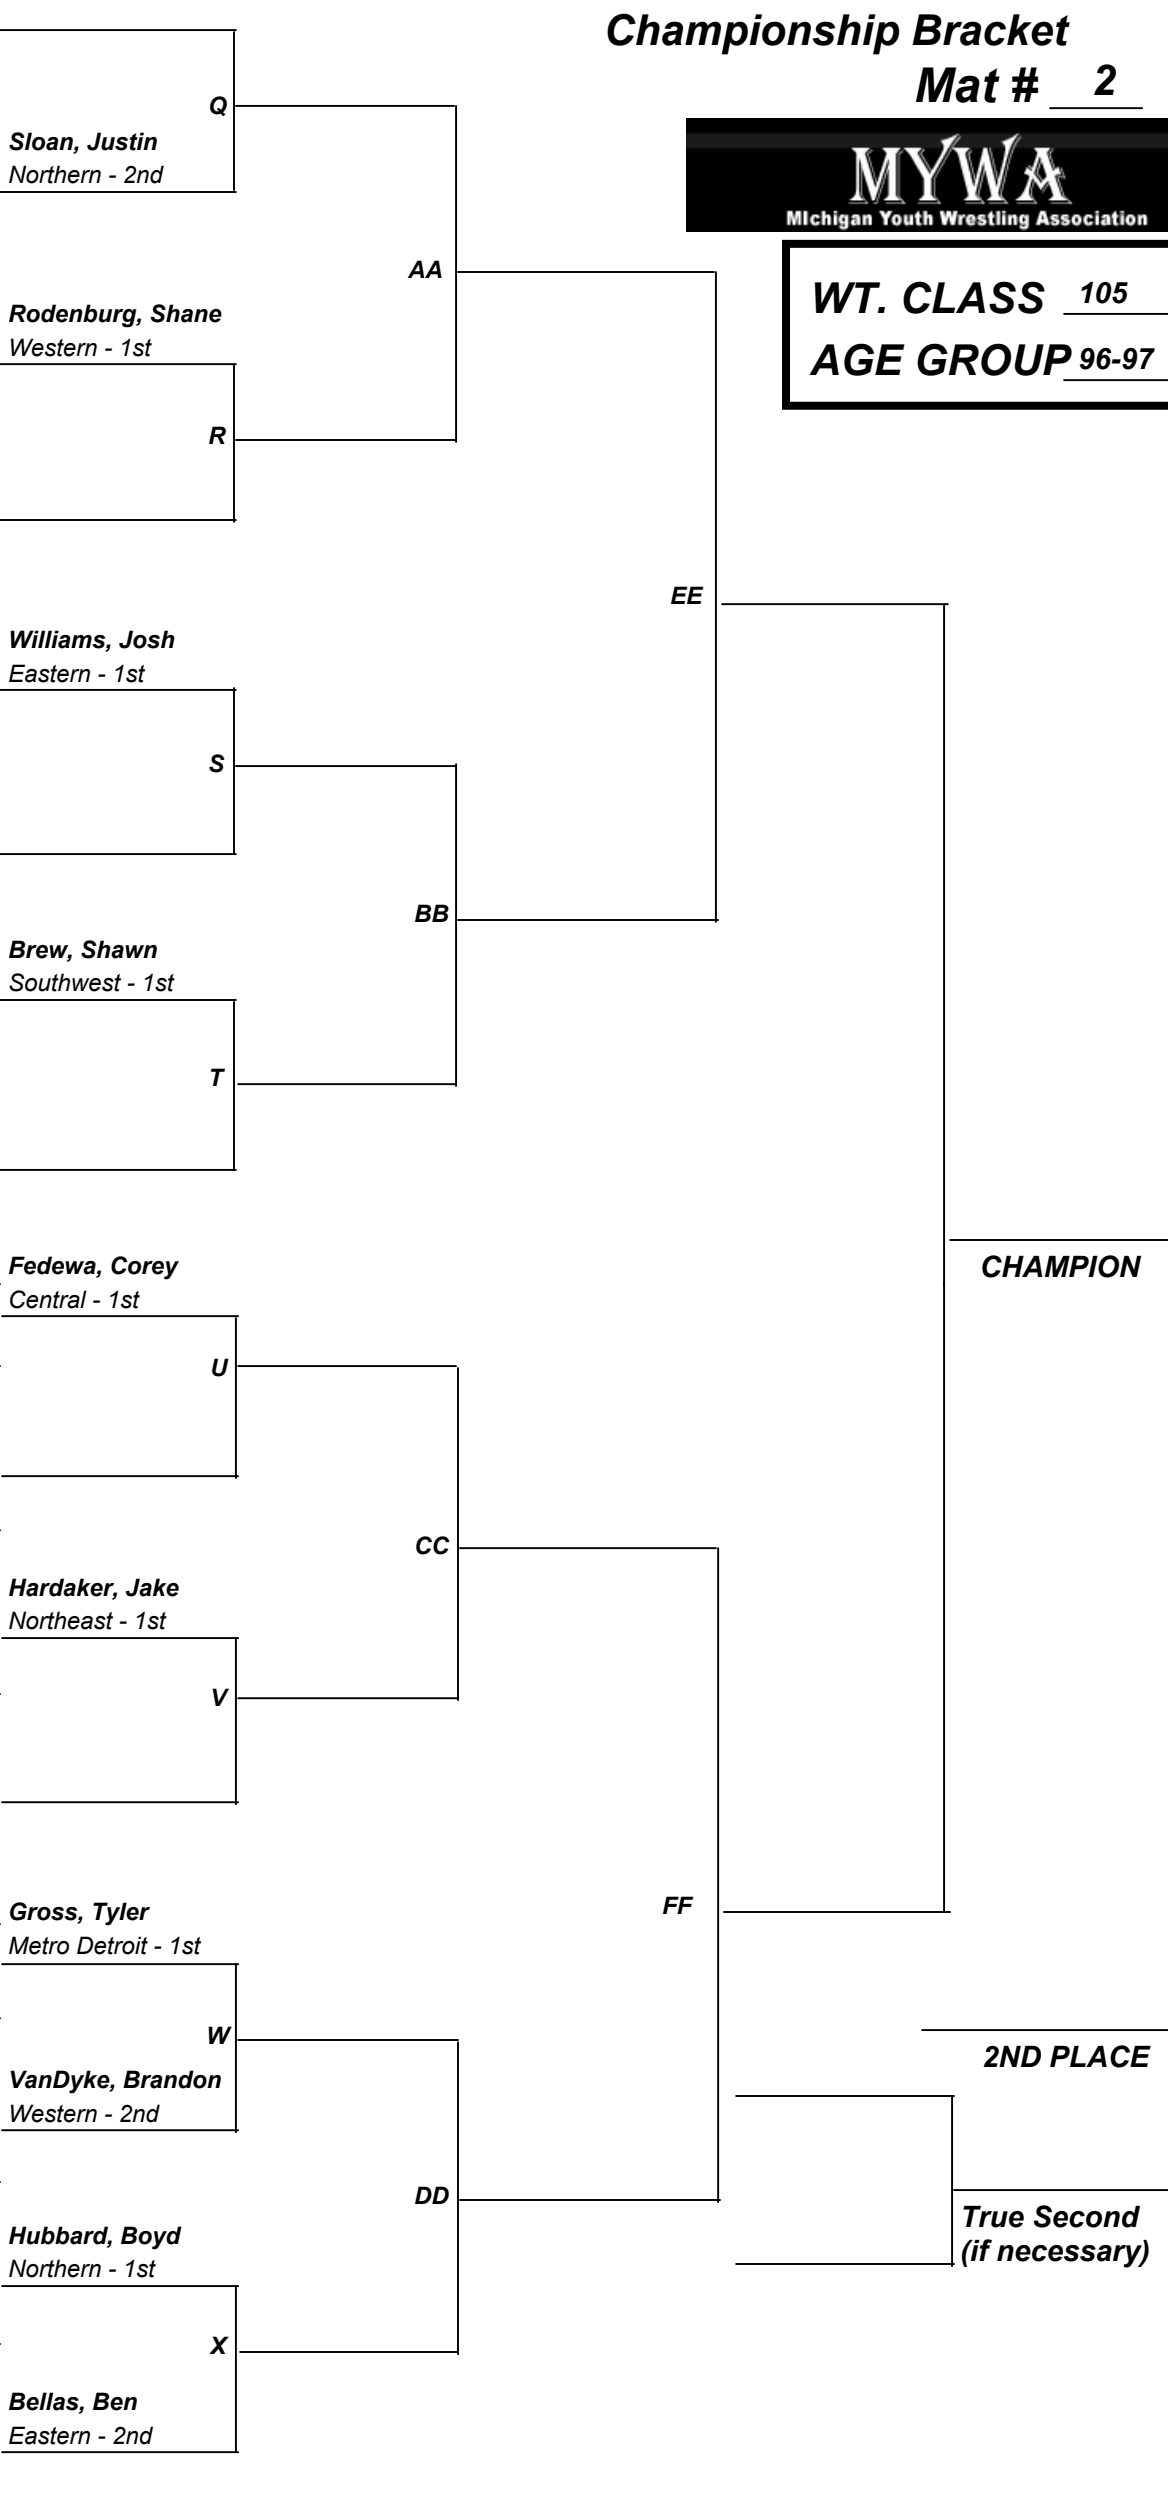 Championship Bracket
Mat # 2
MYWA
MIchigan Youth Wrestling Association
WT. CLASS 105
AGE GROUP 96-97
Q
Sloan, Justin
Northern - 2nd
AA
Rodenburg, Shane
Western - 1st
R
EE
Williams, Josh
Eastern - 1st
S
BB
Brew, Shawn
Southwest - 1st
T
CHAMPION
Fedewa, Corey
Central - 1st
U
CC
Hardaker, Jake
Northeast - 1st
V
FF
Gross, Tyler
Metro Detroit - 1st
W
2ND PLACE
VanDyke, Brandon
Western - 2nd
DD
True Second
(if necessary)
Hubbard, Boyd
Northern - 1st
X
Bellas, Ben
Eastern - 2nd